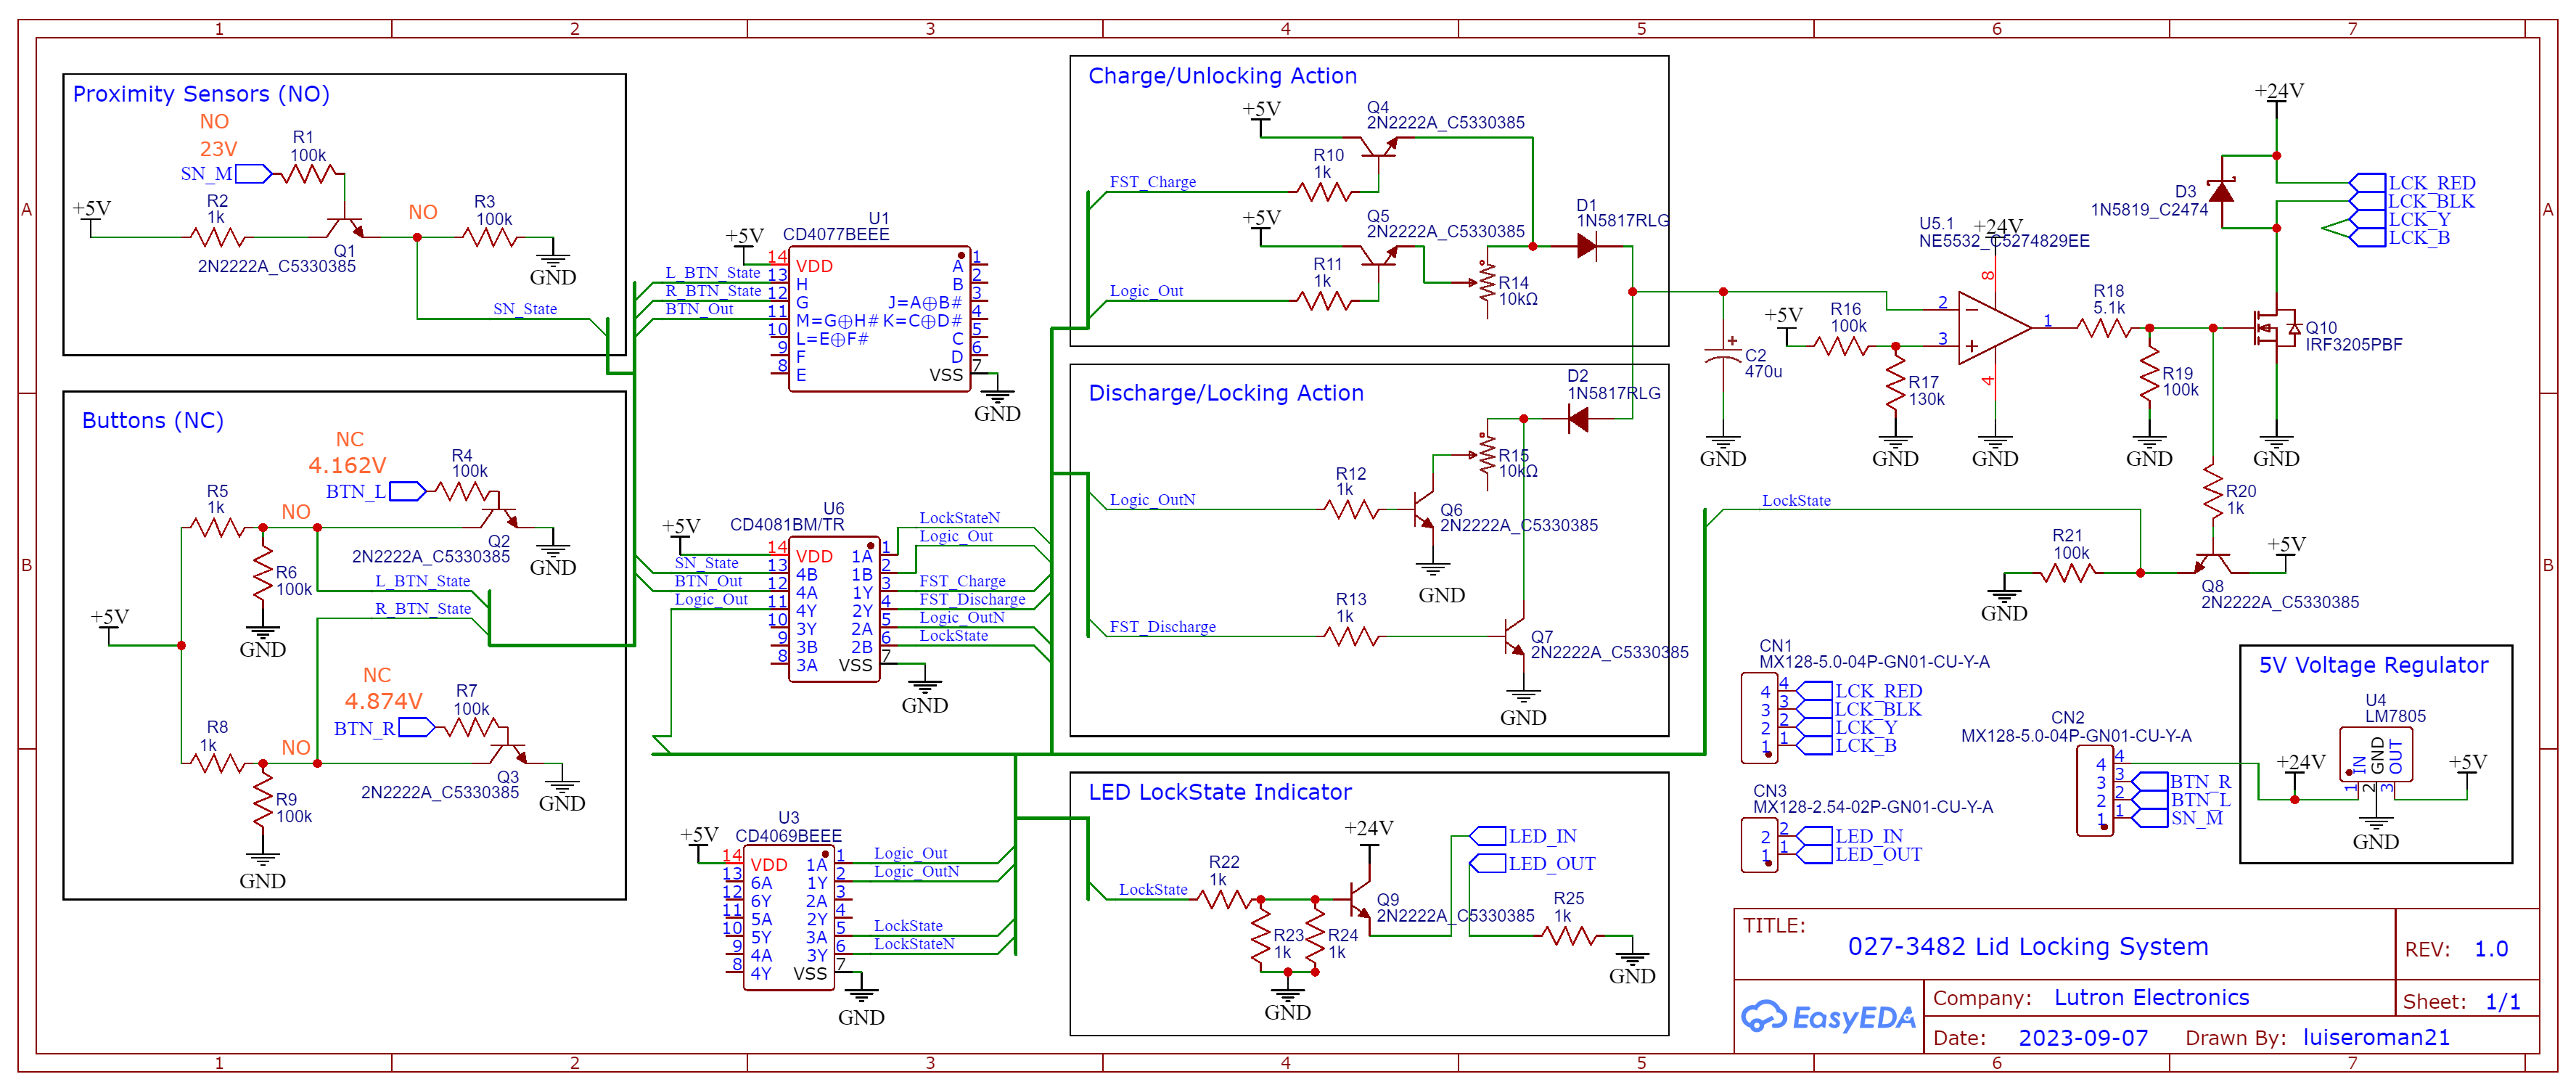 1 2 3 4 5 6 7
A
B
Proximity Sensors (NO)
NO
23V
SN_M
R1
100k
+5V
R2
1k
Q1
2N2222A_C5330385
NO
R3
100k
GND
SN_State
Buttons (NC)
NC
4.162V
BTN_L
R4
100k
R5
1k
NO
Q2
2N2222A_C5330385
GND
R6
100k
GND
L_BTN_State
R_BTN_State
+5V
NC
4.874V
BTN_R
R7
100k
R8
1k
NO
Q3
2N2222A_C5330385
GND
R9
100k
GND
U1
CD4077BEEE
+5V
L_BTN_State
R_BTN_State
BTN_Out
14 VDD
13 H
12 G
11 M=G⊕H#
10 L=E⊕F#
9 F
8 E
A 1
B 2
J=A⊕B# 3
K=C⊕D# 4
C 5
D 6
VSS 7
GND
U6
CD4081BM/TR
+5V
SN_State
BTN_Out
Logic_Out
14 VDD
13 4B
12 4A
11 4Y
10 3Y
9 3B
8 3A
1A 1
1B 2
1Y 3
2Y 4
2A 5
2B 6
VSS 7
LockStateN
Logic_Out
FST_Charge
FST_Discharge
Logic_OutN
LockState
GND
U3
CD4069BEEE
+5V
14 VDD
13 6A
12 6Y
11 5A
10 5Y
9 4A
8 4Y
1A 1
1Y 2
2A 3
2Y 4
3A 5
3Y 6
VSS 7
Logic_Out
Logic_OutN
LockState
LockStateN
GND
Charge/Unlocking Action
+5V
Q4
2N2222A_C5330385
R10
1k
FST_Charge
+5V
Q5
2N2222A_C5330385
R11
1k
Logic_Out
R14
10kΩ
D1
1N5817RLG
Discharge/Locking Action
D2
1N5817RLG
R15
10kΩ
R12
1k
Logic_OutN
Q6
2N2222A_C5330385
GND
R13
1k
FST_Discharge
Q7
2N2222A_C5330385
GND
LED LockState Indicator
+24V
LED_IN
LED_OUT
R22
1k
LockState
Q9
2N2222A_C5330385
R23
1k
R24
1k
GND
R25
1k
GND
C2
470u
GND
+5V
R16
100k
R17
130k
GND
U5.1
NE5532_C5274829EE
+24V
8
2
3
1
4
GND
R18
5.1k
R19
100k
GND
+24V
D3
1N5819_C2474
LCK_RED
LCK_BLK
LCK_Y
LCK_B
Q10
IRF3205PBF
GND
R20
1k
LockState
R21
100k
GND
+5V
Q8
2N2222A_C5330385
CN1
MX128-5.0-04P-GN01-CU-Y-A
4 4 LCK_RED
3 3 LCK_BLK
2 2 LCK_Y
1 1 LCK_B
CN3
MX128-2.54-02P-GN01-CU-Y-A
2 2 LED_IN
1 1 LED_OUT
CN2
MX128-5.0-04P-GN01-CU-Y-A
4 4
3 3 BTN_R
2 2 BTN_L
1 1 SN_M
5V Voltage Regulator
U4
LM7805
+24V
IN
GND
OUT
1 2 3
+5V
GND
TITLE:
027-3482 Lid Locking System
REV: 1.0
EasyEDA
Company: Lutron Electronics
Sheet: 1/1
Date: 2023-09-07
Drawn By: luiseroman21
A
B
1 2 3 4 5 6 7